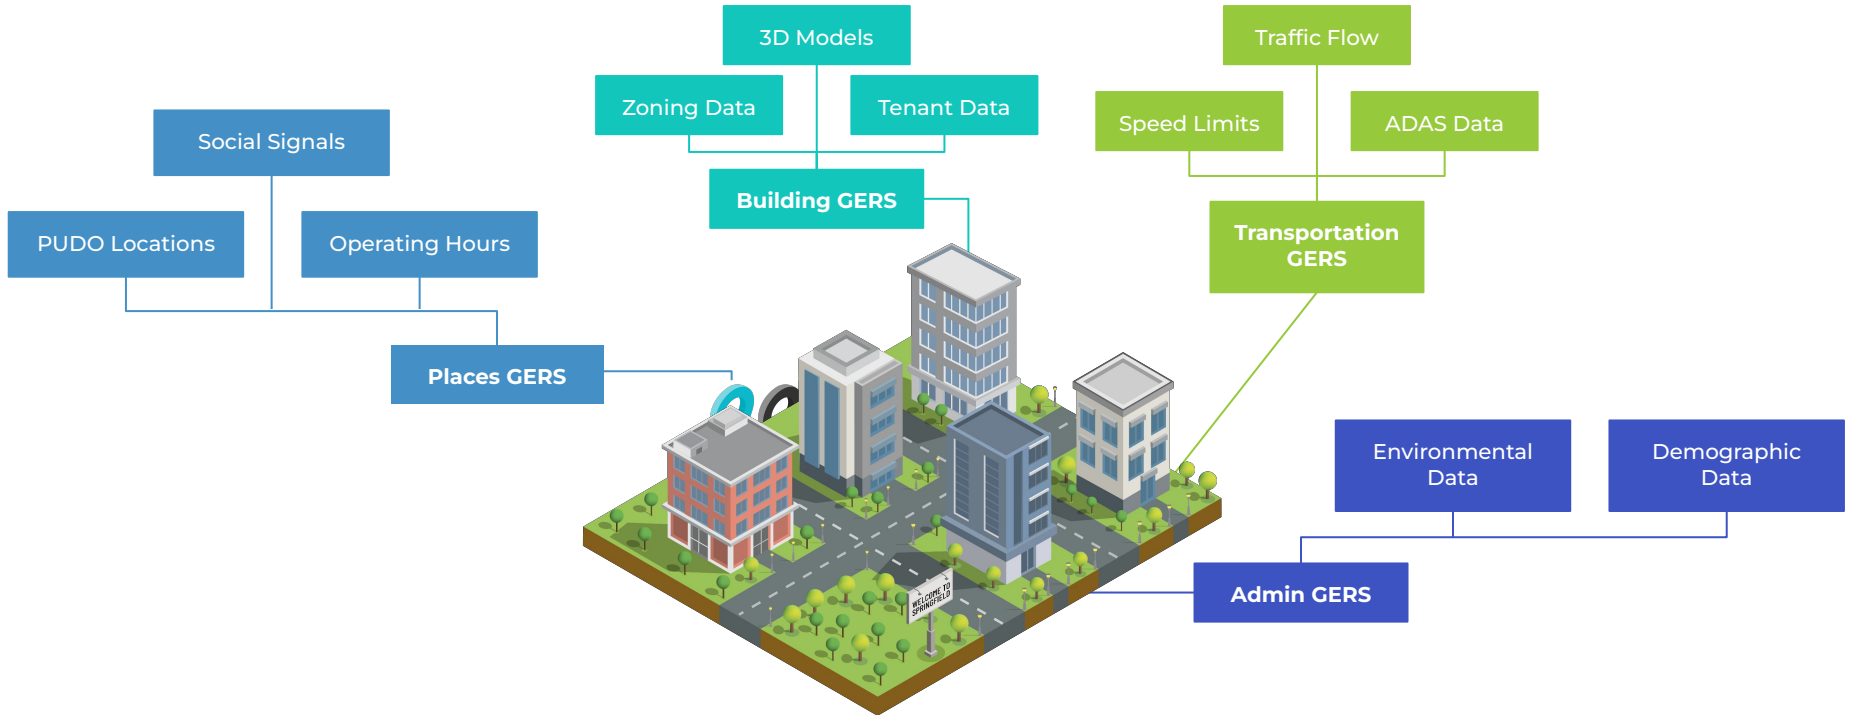 3D Models
Zoning Data
Tenant Data
Building GERS
Traffic Flow
Speed Limits
ADAS Data
Transportation
GERS
Social Signals
PUDO Locations
Operating Hours
Places GERS
Environmental
Data
Demographic
Data
Admin GERS
WELCOME TO
SPRINGFIELD